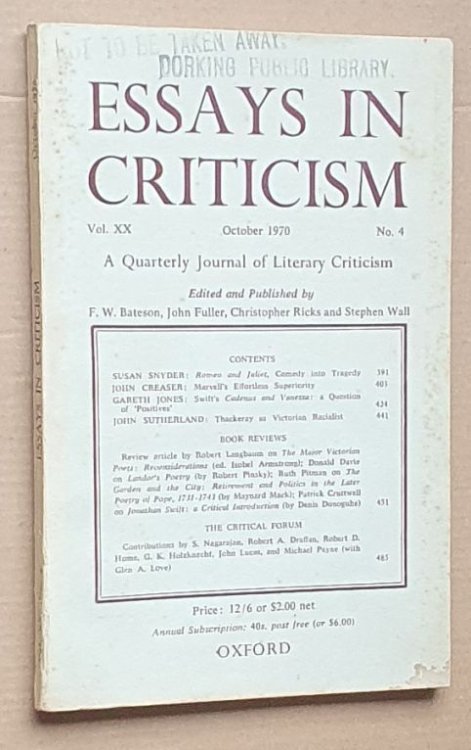 NOT TO BE TAKEN AWAY.
DORKING PUBLIC LIBRARY.
ESSAYS IN
CRITICISM
Vol. XX October 1970 No. 4
A Quarterly Journal of Literary Criticism
Edited and Published by
F. W. Bateson, John Fuller, Christopher Ricks and Stephen Wall
CONTENTS
SUSAN SNYDER: Romeo and Juliet, Comedy into Tragedy 391
JOHN CREASER: Marvell's Effortless Superiority 403
GARETH JONES: Swift's Cadenus and Vanessa: a Question
of 'Positives' 424
JOHN SUTHERLAND: Thackeray as Victorian Racialist 441
BOOK REVIEWS
Review article by Robert Langbaum on The Major Victorian
Poets: Reconsiderations (ed. Isobel Armstrong); Donald Davie
on Landor's Poetry (by Robert Pinsky); Ruth Pitman on The
Garden and the City: Retirement and Politics in the Later
Poetry of Pope, 1731-1743 (by Maynard Mack); Patrick Cruttwell
on Jonathan Swift: a Critical Introduction (by Denis Donoghue) 451
THE CRITICAL FORUM
Contributions by S. Nagarajan, Robert A. Draffan, Robert D.
Hume, G. K. Holzknecht, John Lucas, and Michael Payne (with
Glen A. Love) 485
Price: 12/6 or $2.00 net
Annual Subscription: 40s. post free (or $6.00)
OXFORD
ESSAYS IN CRITICISM
October 1970